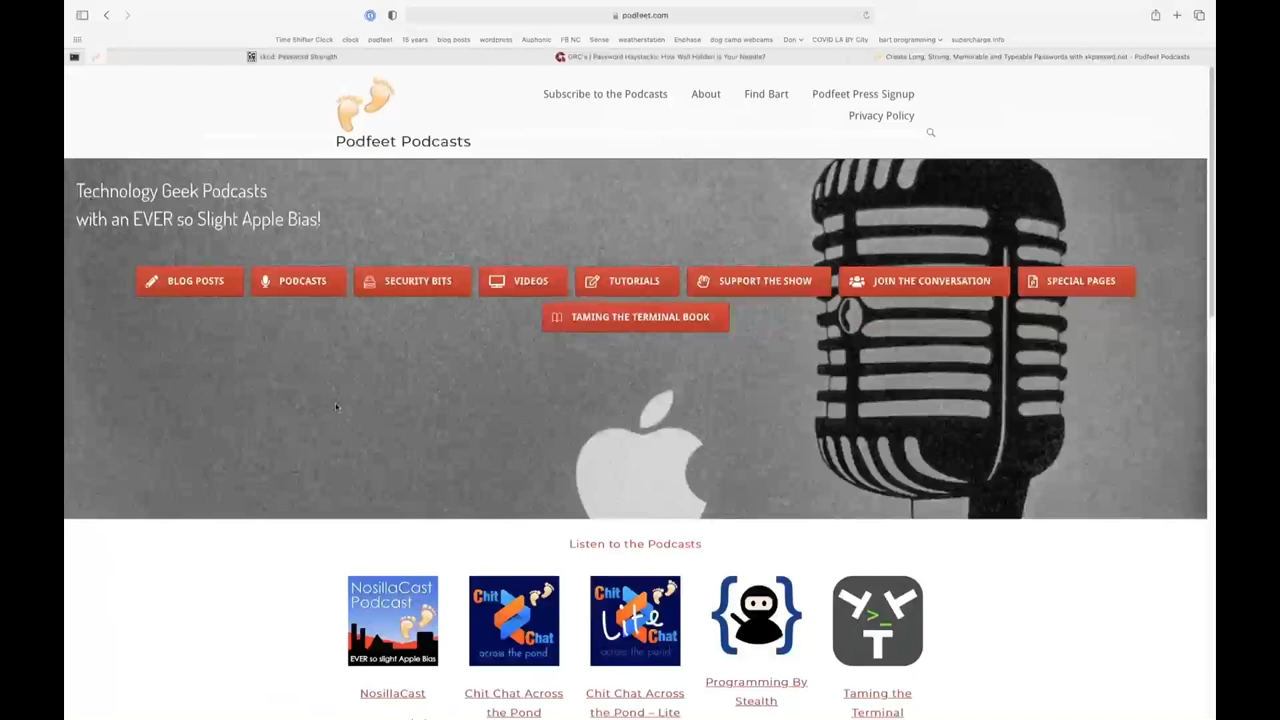 podfeet.com
Time Shifter Clock clock podfeet 15 years blog posts wordpress Auphonic FB NC Sense weatherstation Endhase dog camp webcams Don COVID LA BY City bart programming supercharge.info
xkcd: Password Strength
GRC's | Password Haystacks: How Well Hidden is Your Needle?
Create Long, Strong, Memorable and Typeable Passwords with xkpasswd.net - Podfeet Podcasts
Subscribe to the Podcasts About Find Bart Podfeet Press Signup
Privacy Policy
Podfeet Podcasts
Technology Geek Podcasts
with an EVER so Slight Apple Bias!
BLOG POSTS PODCASTS SECURITY BITS VIDEOS TUTORIALS SUPPORT THE SHOW JOIN THE CONVERSATION SPECIAL PAGES
TAMING THE TERMINAL BOOK
Listen to the Podcasts
NosillaCast
Podcast
EVER so slight Apple Bias
Chit
Chat
across the pond
Chit
Lite
Chat
across the pond
>_
T
NosillaCast
Chit Chat Across
the Pond
Chit Chat Across
the Pond – Lite
Programming By
Stealth
Taming the
Terminal